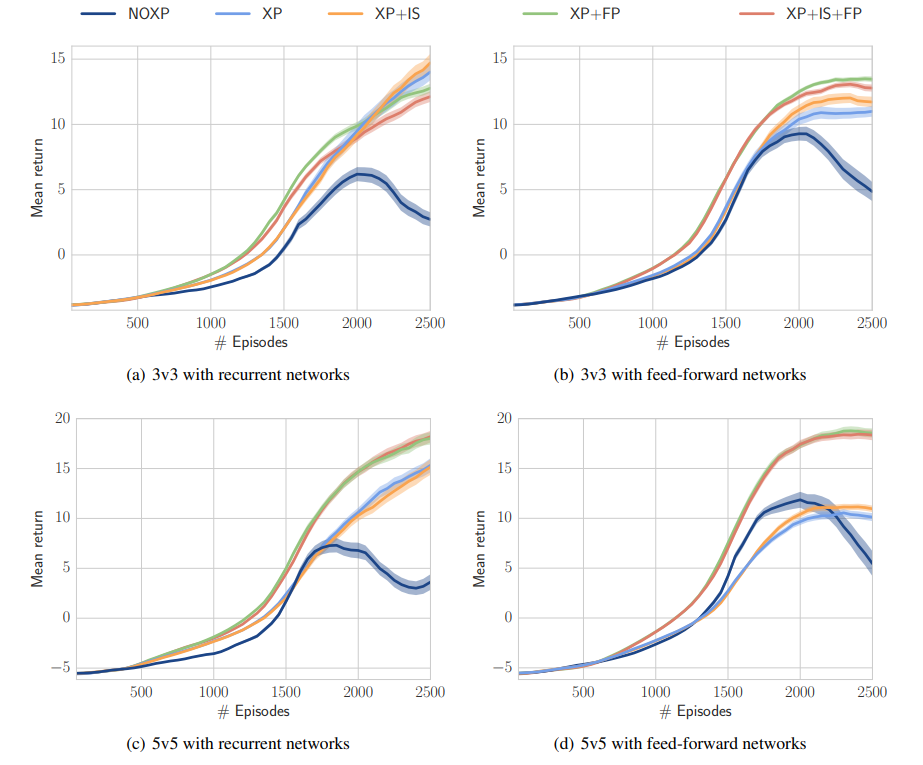 NOXP XP XP+IS XP+FP XP+IS+FP
15
10
5
0
Mean return
500 1000 1500 2000 2500
# Episodes
(a) 3v3 with recurrent networks
15
10
5
0
Mean return
500 1000 1500 2000 2500
# Episodes
(b) 3v3 with feed-forward networks
20
15
10
5
0
−5
Mean return
500 1000 1500 2000 2500
# Episodes
(c) 5v5 with recurrent networks
20
15
10
5
0
−5
Mean return
500 1000 1500 2000 2500
# Episodes
(d) 5v5 with feed-forward networks